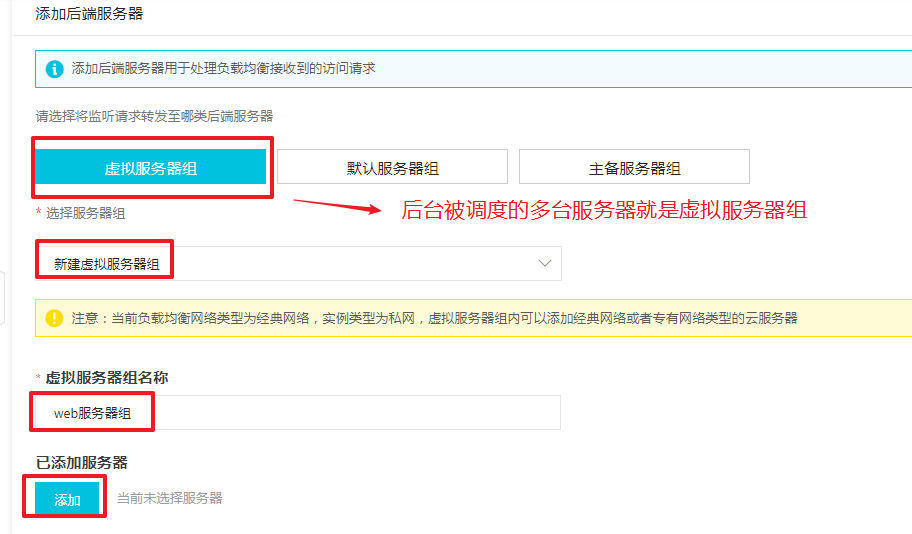 添加后端服务器
添加后端服务器用于处理负载均衡接收到的访问请求
请选择将监听请求转发至哪类后端服务器
虚拟服务器组 默认服务器组 主备服务器组
* 选择服务器组
后台被调度的多台服务器就是虚拟服务器组
新建虚拟服务器组
注意：当前负载均衡网络类型为经典网络，实例类型为私网，虚拟服务器组内可以添加经典网络或者专有网络类型的云服务器
* 虚拟服务器组名称
web服务器组
已添加服务器
添加 当前未选择服务器